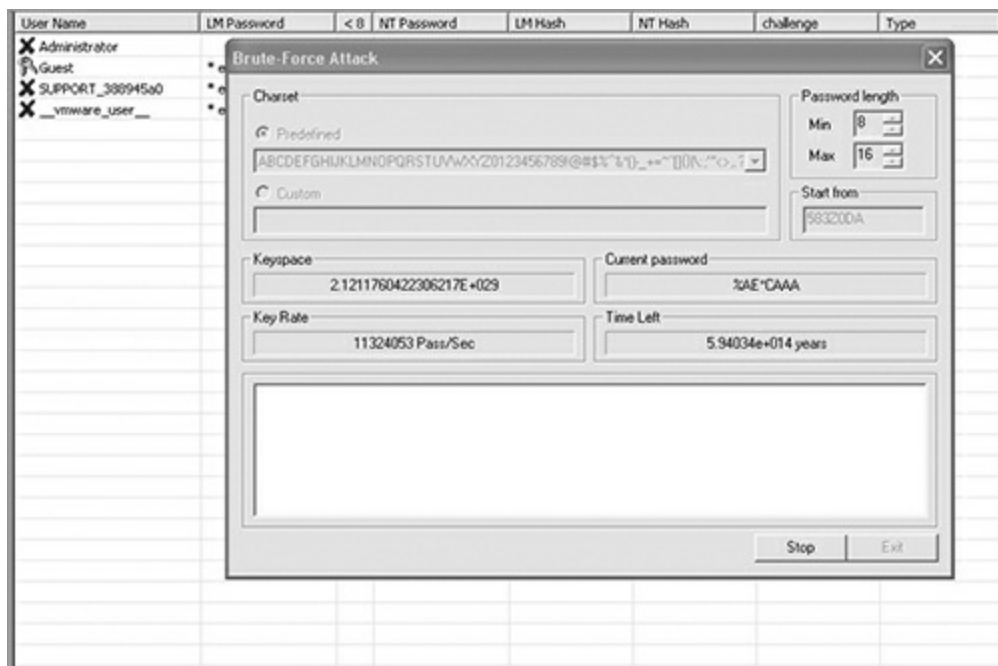 User Name LM Password < 8 NT Password LM Hash NT Hash challenge Type
Administrator
Guest * e
SUPPORT_388945a0 * e
__vmware_user__ * e
Brute-Force Attack
Charset
Predefined
Password length
Min 8
Max 16
Custom
Start from
583Z0DA
Keyspace
2.1211760422306217E+029
Current password
%AE*CAAA
Key Rate
11324053 Pass/Sec
Time Left
5.94034e+014 years
Stop Exit